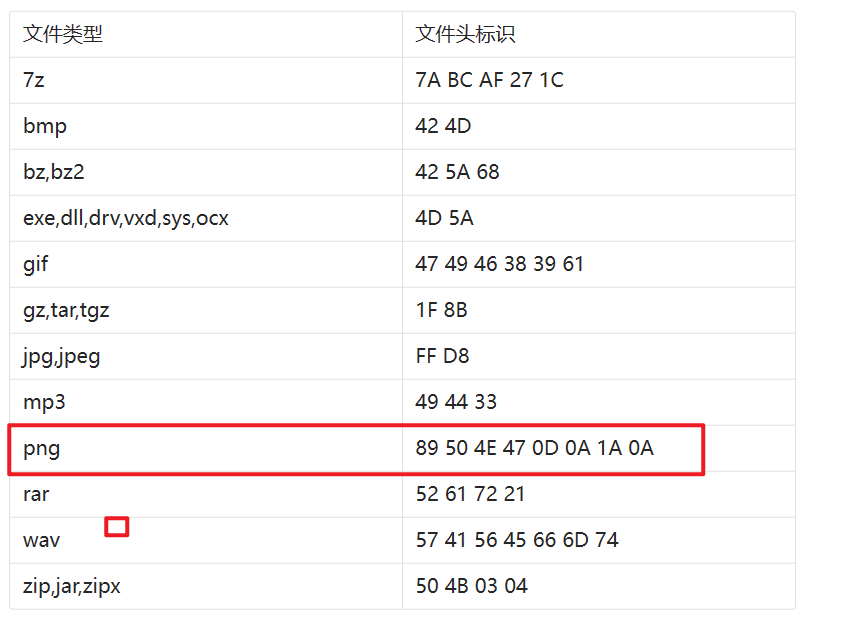 文件类型 文件头标识
7z 7A BC AF 27 1C
bmp 42 4D
bz,bz2 42 5A 68
exe,dll,drv,vxd,sys,ocx 4D 5A
gif 47 49 46 38 39 61
gz,tar,tgz 1F 8B
jpg,jpeg FF D8
mp3 49 44 33
png 89 50 4E 47 0D 0A 1A 0A
rar 52 61 72 21
wav 57 41 56 45 66 6D 74
zip,jar,zipx 50 4B 03 04